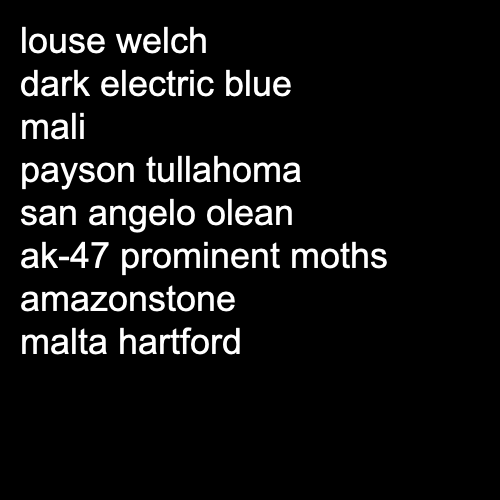 louse welch
dark electric blue
mali
payson tullahoma
san angelo olean
ak-47 prominent moths
amazonstone
malta hartford